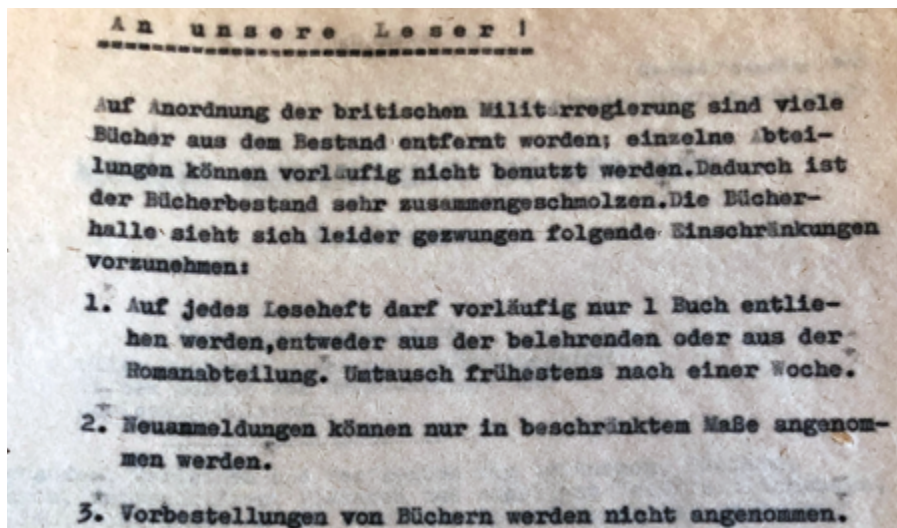 An unsere Leser!
Auf Anordnung der britischen Militärregierung sind viele
Bücher aus dem Bestand entfernt worden; einzelne Abtei-
lungen können vorläufig nicht benutzt werden.Dadurch ist
der Bücherbestand sehr zusammengeschmolzen.Die Bücher-
halle sieht sich leider gezwungen folgende Einschränkungen
vorzunehmen:
1. Auf jedes Leseheft darf vorläufig nur 1 Buch entlie-
hen werden,entweder aus der belehrenden oder aus der
Romanabteilung. Umtausch frühestens nach einer Woche.
2. Neuanmeldungen können nur in beschränktem Maße angenom-
men werden.
3. Vorbestellungen von Büchern werden nicht angenommen.